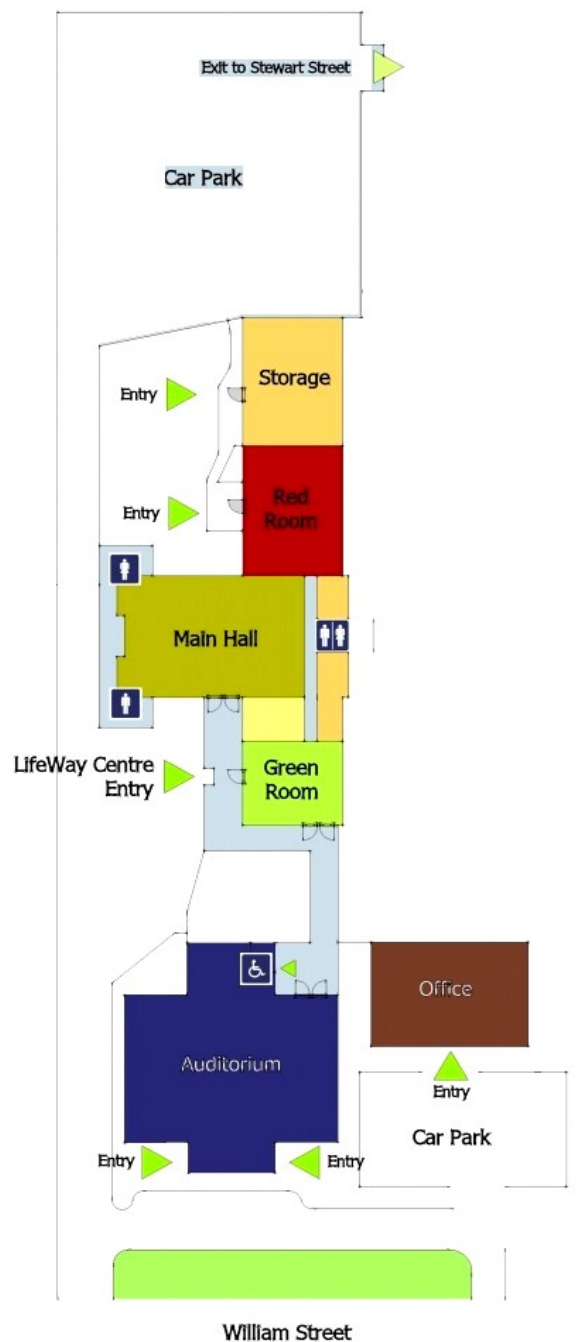 Exit to Stewart Street
Car Park
Storage
Entry
Red
Room
Entry
Main Hall
LifeWay Centre
Entry
Green
Room
Office
Auditorium
Entry
Car Park
Entry
Entry
William Street